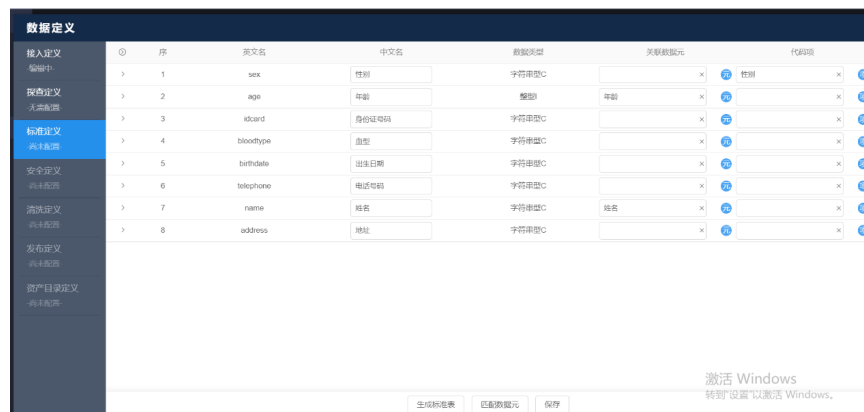 数据定义
接入定义
-编辑中-
探查定义
-无需配置-
标准定义
-尚未配置-
安全定义
-尚未配置-
清洗定义
-尚未配置-
发布定义
-尚未配置-
资产目录定义
-尚未配置-
序 英文名 中文名 数据类型 关联数据元 代码项
1 sex 性别 字符串型C × 元 性别 ×
2 age 年龄 整型I 年龄 × 元 ×
3 idcard 身份证号码 字符串型C × 元 ×
4 bloodtype 血型 字符串型C × 元 ×
5 birthdate 出生日期 字符串型C × 元 ×
6 telephone 电话号码 字符串型C × 元 ×
7 name 姓名 字符串型C 姓名 × 元 ×
8 address 地址 字符串型C × 元 ×
生成标准表 匹配数据元 保存
激活 Windows
转到"设置"以激活 Windows。